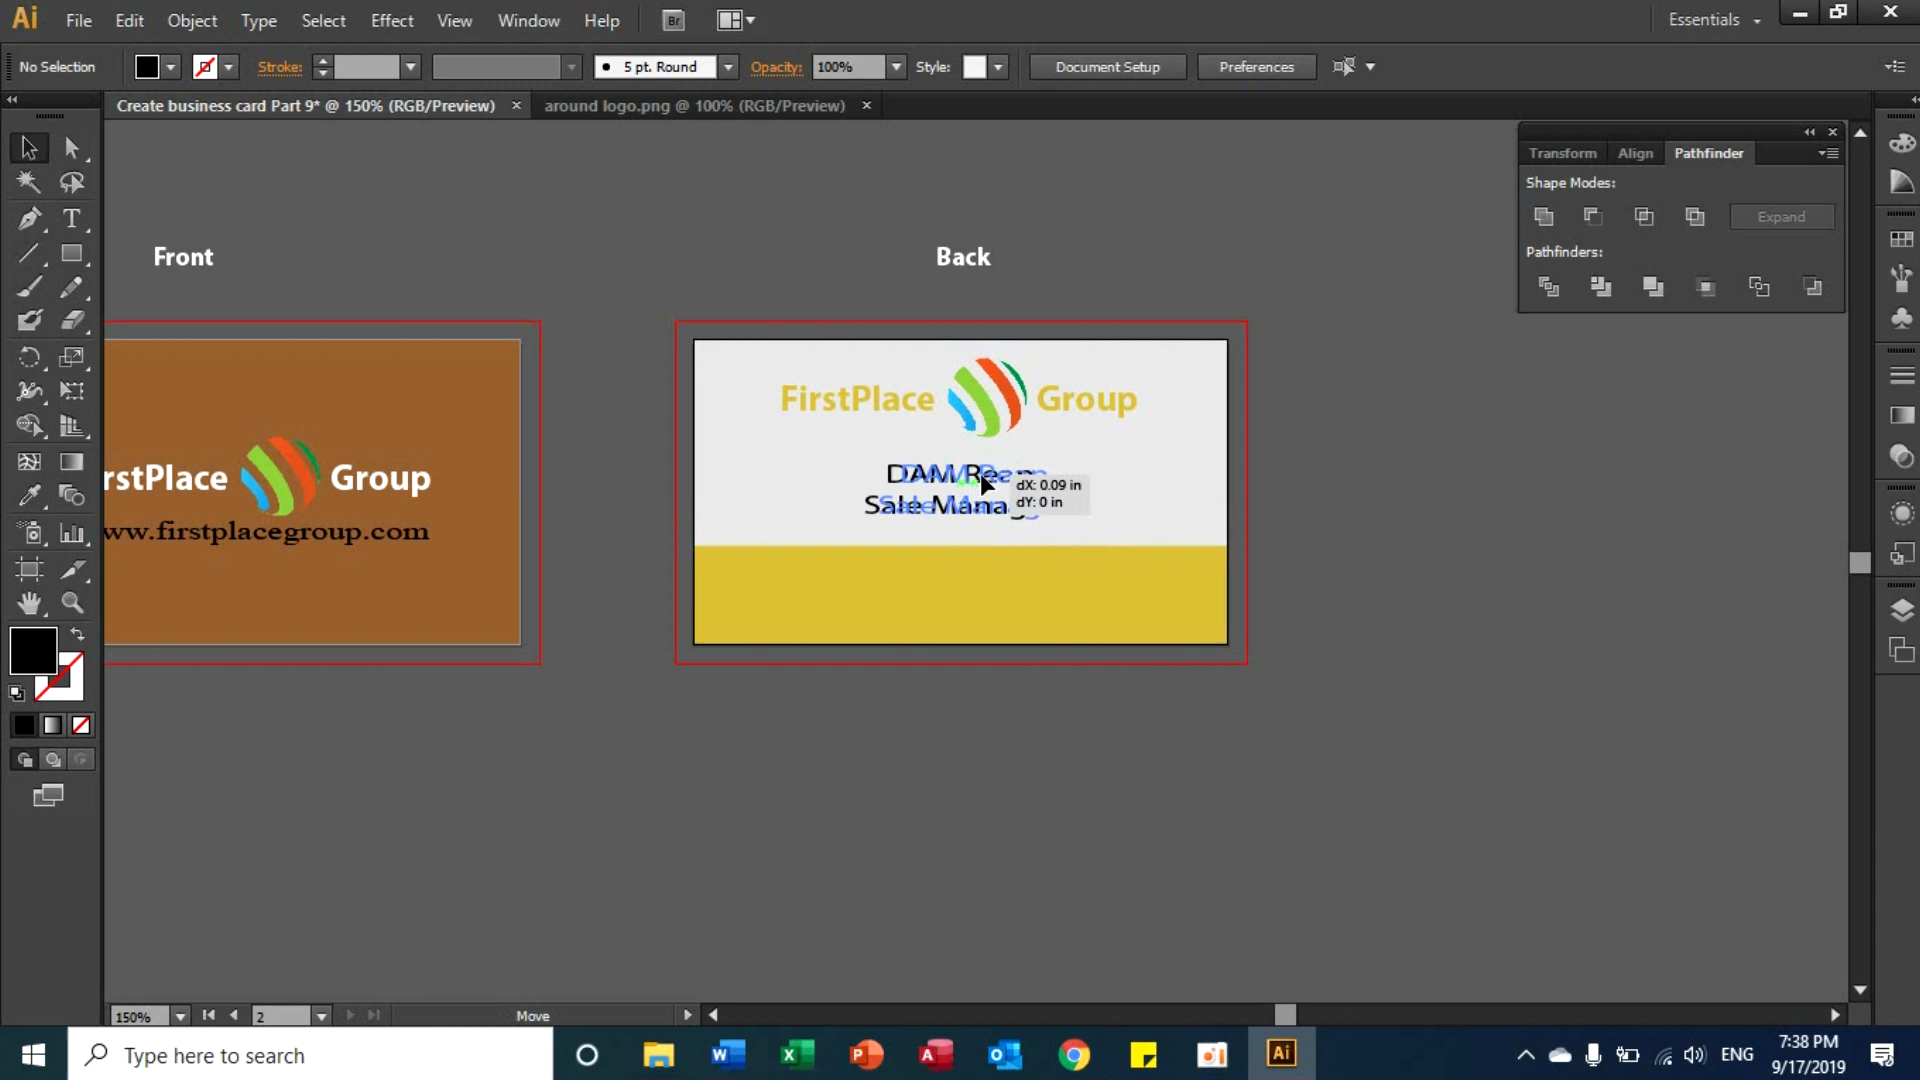 Ai File Edit Object Type Select Effect View Window Help Br Essentials
No Selection Stroke: 5 pt. Round Opacity: 100% Style: Document Setup Preferences
Create business card Part 9* @ 150% (RGB/Preview) × around logo.png @ 100% (RGB/Preview) ×
Transform Align Pathfinder
Shape Modes:
Expand
Pathfinders:
Front Back
FirstPlace Group
rstPlace Group
ww.firstplacegroup.com
DAM
Sale Manag
dX: 0.09 in
dY: 0 in
150% 2 Move
Type here to search
ENG
7:38 PM
9/17/2019